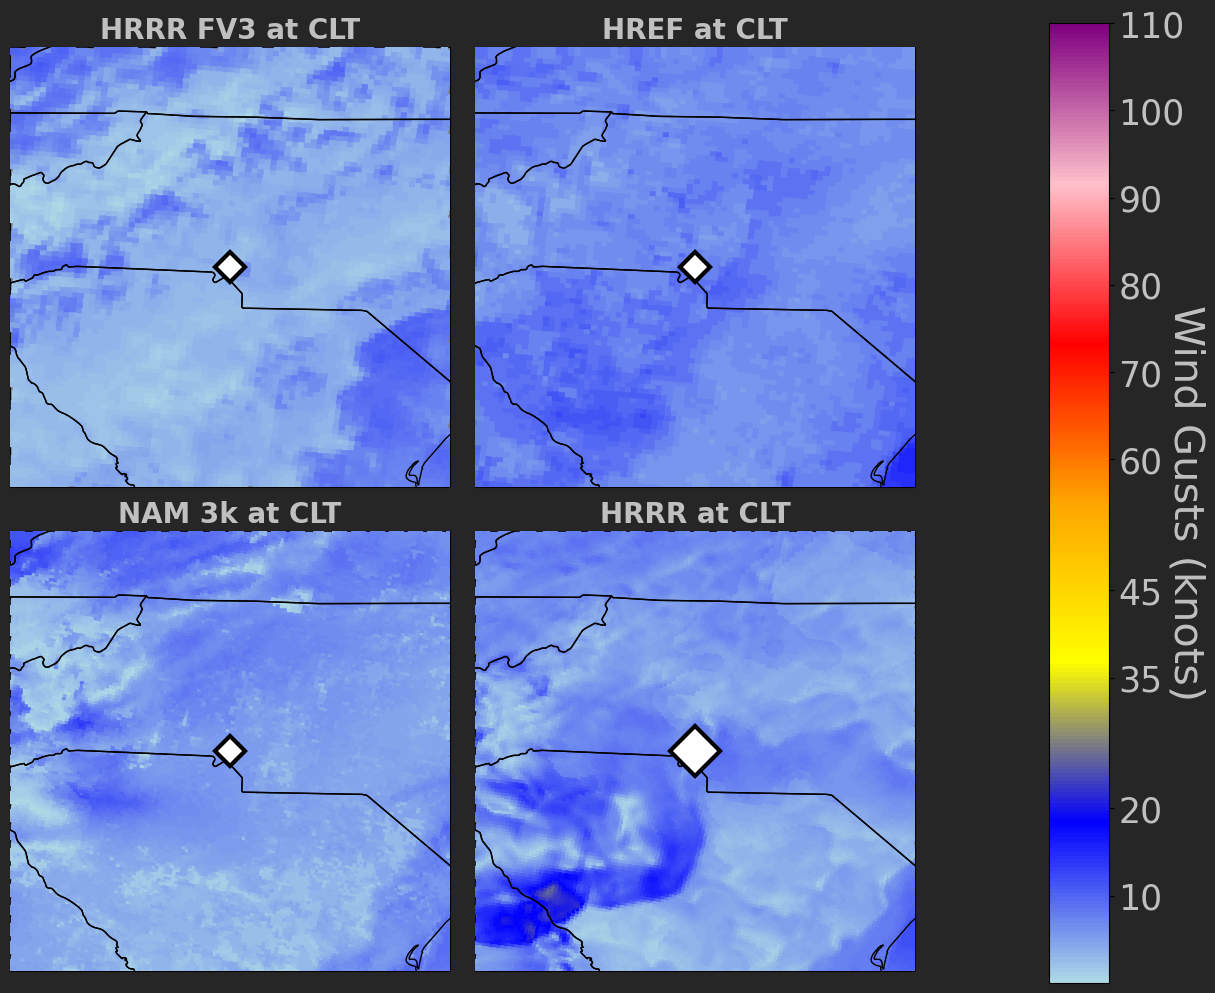 HRRR FV3 at CLT
HREF at CLT
NAM 3k at CLT
HRRR at CLT
110
100
90
80
70
60
45
35
20
10
Wind Gusts (knots)